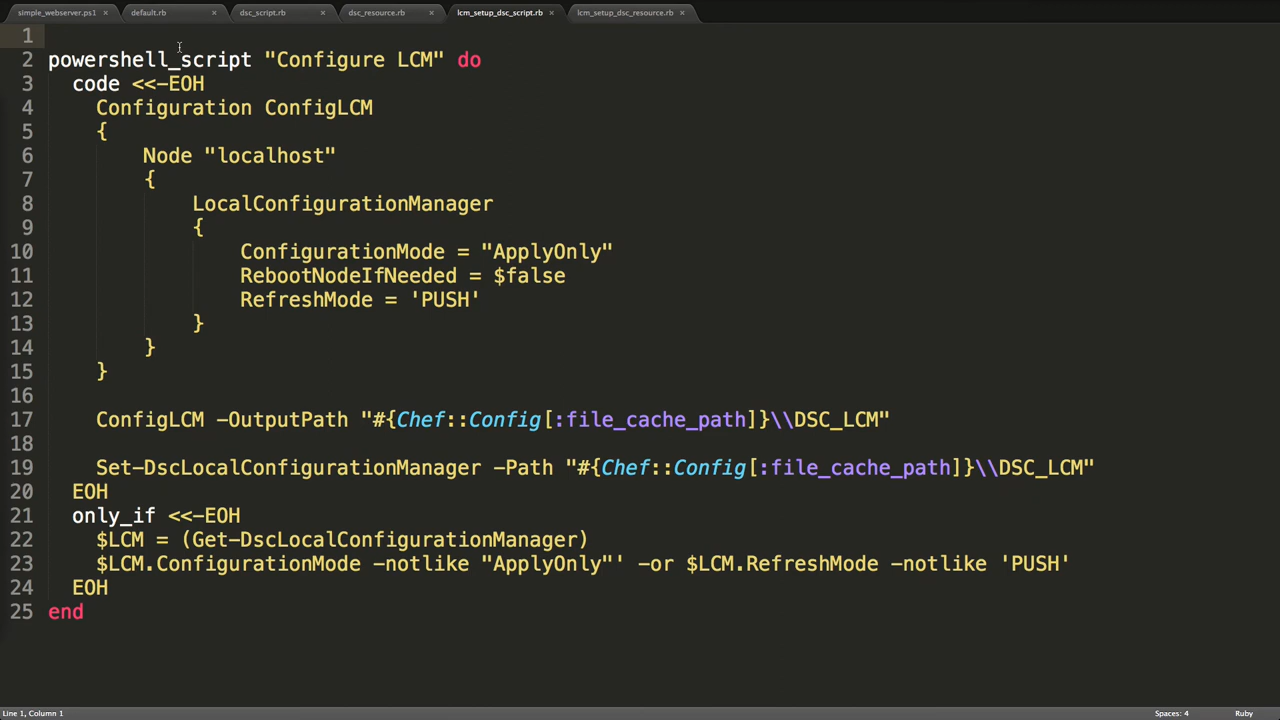 simple_webserver.ps1 × default.rb × dsc_script.rb × dsc_resource.rb × lcm_setup_dsc_script.rb × lcm_setup_dsc_resource.rb ×
1
2 powershell_script "Configure LCM" do
3   code <<-EOH
4     Configuration ConfigLCM
5     {
6         Node "localhost"
7         {
8             LocalConfigurationManager
9             {
10                 ConfigurationMode = "ApplyOnly"
11                 RebootNodeIfNeeded = $false
12                 RefreshMode = 'PUSH'
13             }
14         }
15     }
16
17     ConfigLCM -OutputPath "#{Chef::Config[:file_cache_path]}\\DSC_LCM"
18
19     Set-DscLocalConfigurationManager -Path "#{Chef::Config[:file_cache_path]}\\DSC_LCM"
20   EOH
21   only_if <<-EOH
22     $LCM = (Get-DscLocalConfigurationManager)
23     $LCM.ConfigurationMode -notlike "ApplyOnly"' -or $LCM.RefreshMode -notlike 'PUSH'
24   EOH
25 end
Line 1, Column 1 Spaces: 4 Ruby